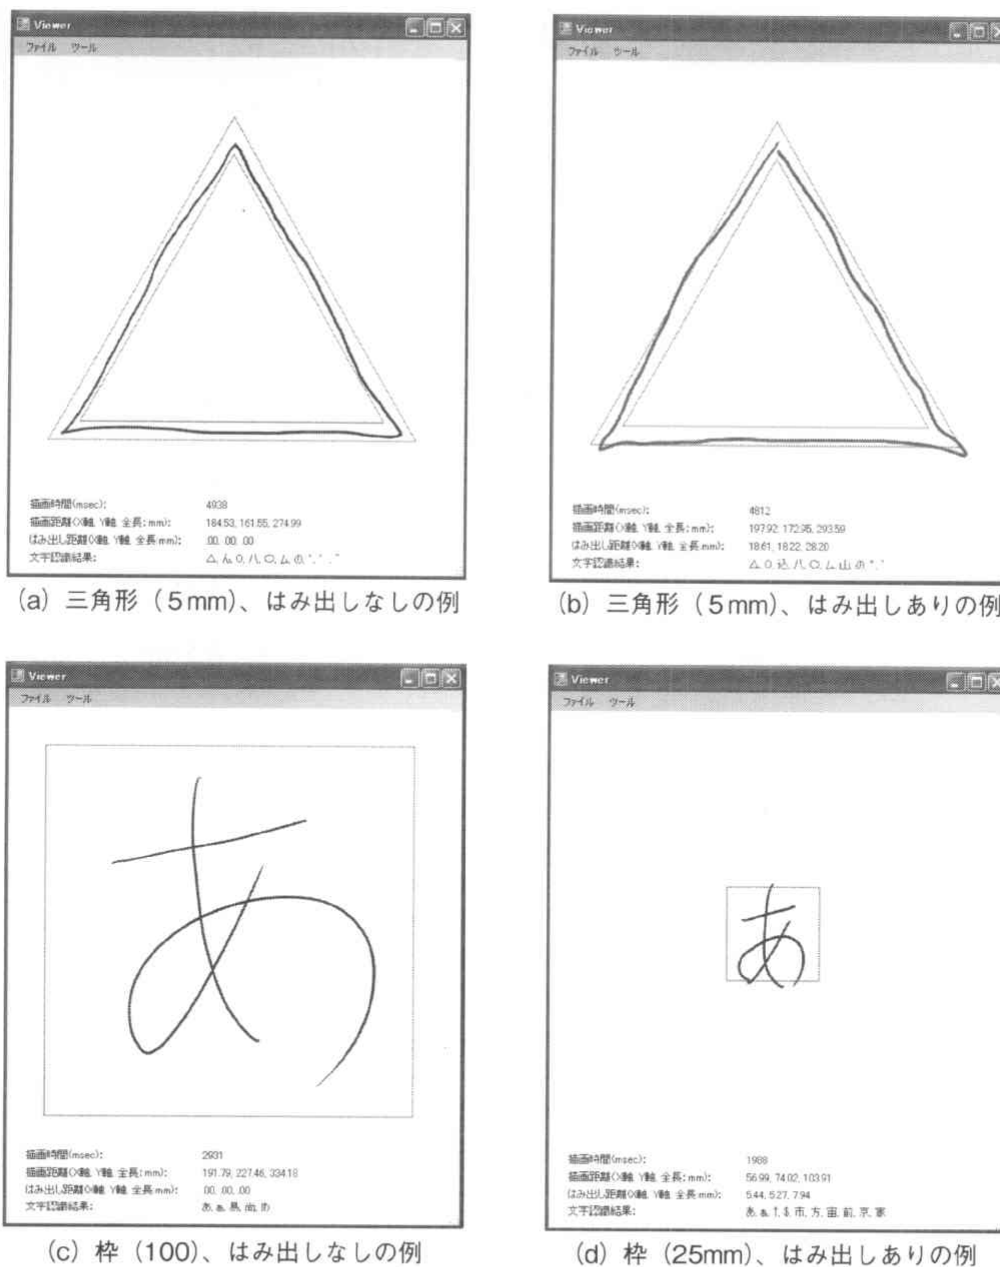 Viewer
ファイル ツール
描画時間(msec): 4938
描画距離(X軸, Y軸, 全長:mm): 184.53, 161.55, 274.99
はみ出し距離(X軸, Y軸, 全長:mm): .00, .00, .00
文字認識結果: △,
(a) 三角形（5mm）、はみ出しなしの例
Viewer
ファイル ツール
描画時間(msec): 4812
描画距離(X軸, Y軸, 全長:mm): 197.92, 172.95, 293.59
はみ出し距離(X軸, Y軸, 全長:mm): 18.61, 18.22, 28.20
文字認識結果:
(b) 三角形（5mm）、はみ出しありの例
Viewer
ファイル ツール
あ
描画時間(msec): 2931
描画距離(X軸, Y軸, 全長:mm): 191.79, 227.46, 334.18
はみ出し距離(X軸, Y軸, 全長:mm): .00, .00, .00
文字認識結果: あ, ぁ,
(c) 枠（100）、はみ出しなしの例
Viewer
ファイル ツール
あ
描画時間(msec): 1988
描画距離(X軸, Y軸, 全長:mm): 56.99, 74.02, 103.91
はみ出し距離(X軸, Y軸, 全長:mm): 5.44, 5.27, 7.94
文字認識結果: あ, ぁ, 市, 方, 宙, 前, 京, 家
(d) 枠（25mm）、はみ出しありの例